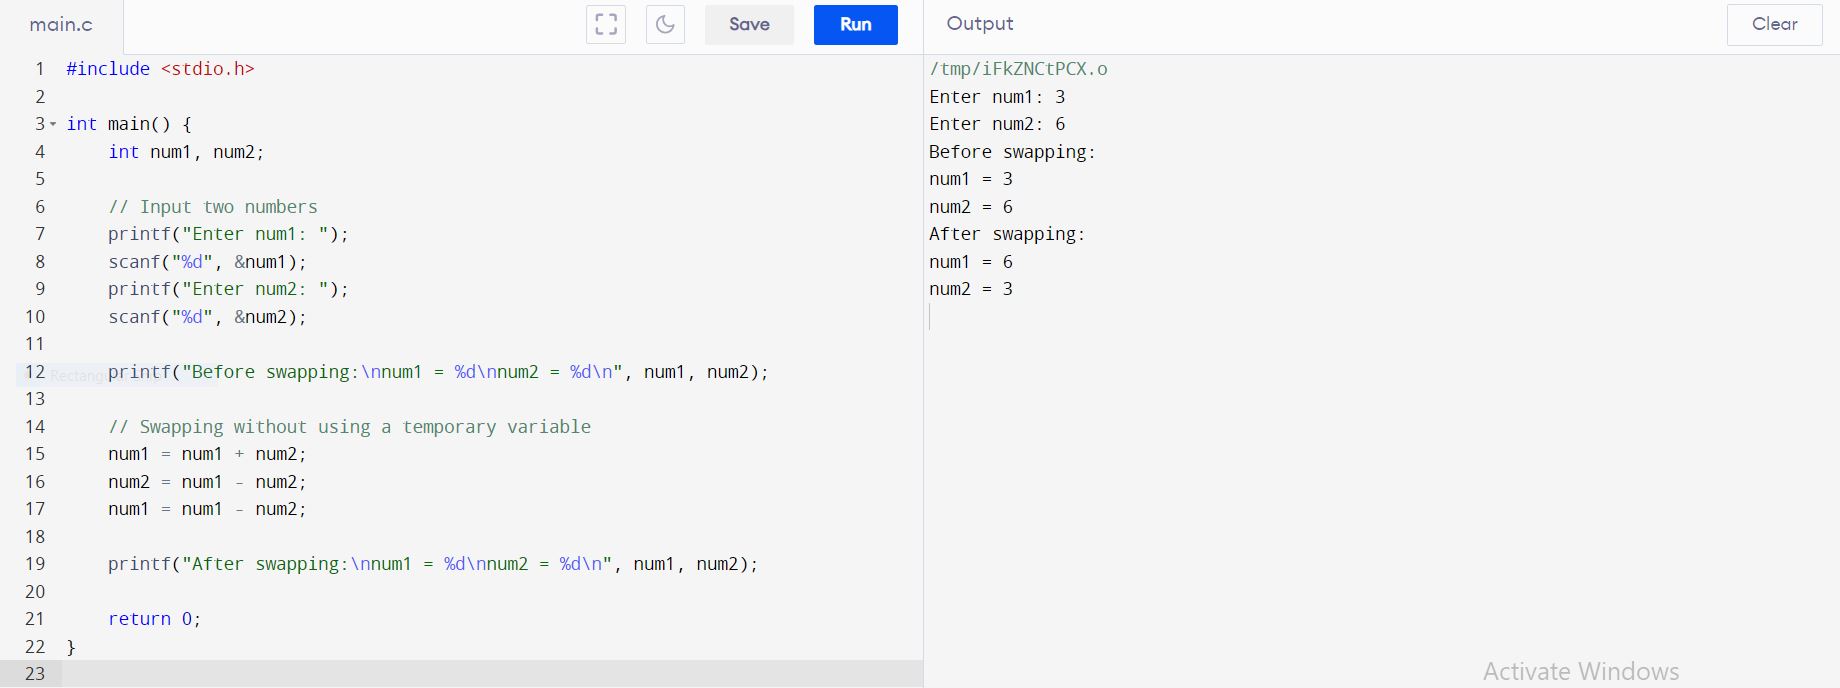 main.c
Save
Run
1 #include <stdio.h>
2
3 int main() {
4     int num1, num2;
5
6     // Input two numbers
7     printf("Enter num1: ");
8     scanf("%d", &num1);
9     printf("Enter num2: ");
10     scanf("%d", &num2);
11
12     printf("Before swapping:\nnum1 = %d\nnum2 = %d\n", num1, num2);
13
14     // Swapping without using a temporary variable
15     num1 = num1 + num2;
16     num2 = num1 - num2;
17     num1 = num1 - num2;
18
19     printf("After swapping:\nnum1 = %d\nnum2 = %d\n", num1, num2);
20
21     return 0;
22 }
23
Output
Clear
/tmp/iFkZNCtPCX.o
Enter num1: 3
Enter num2: 6
Before swapping:
num1 = 3
num2 = 6
After swapping:
num1 = 6
num2 = 3
Activate Windows